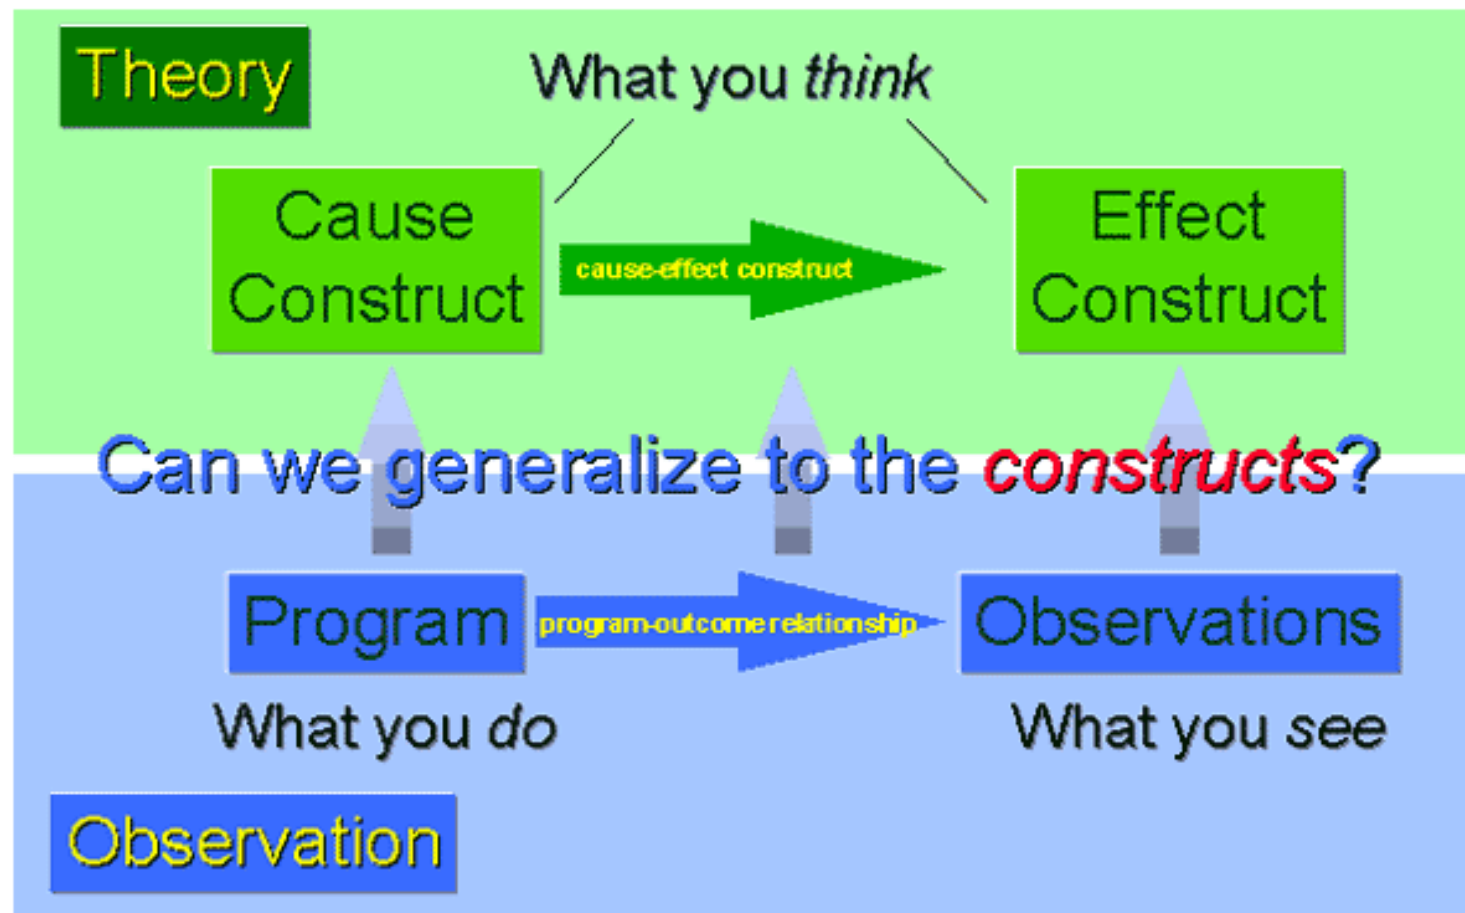 Theory
What you think
Cause
Construct
cause-effect construct
Effect
Construct
Can we generalize to the constructs?
Program
program-outcome relationship
Observations
What you do
What you see
Observation